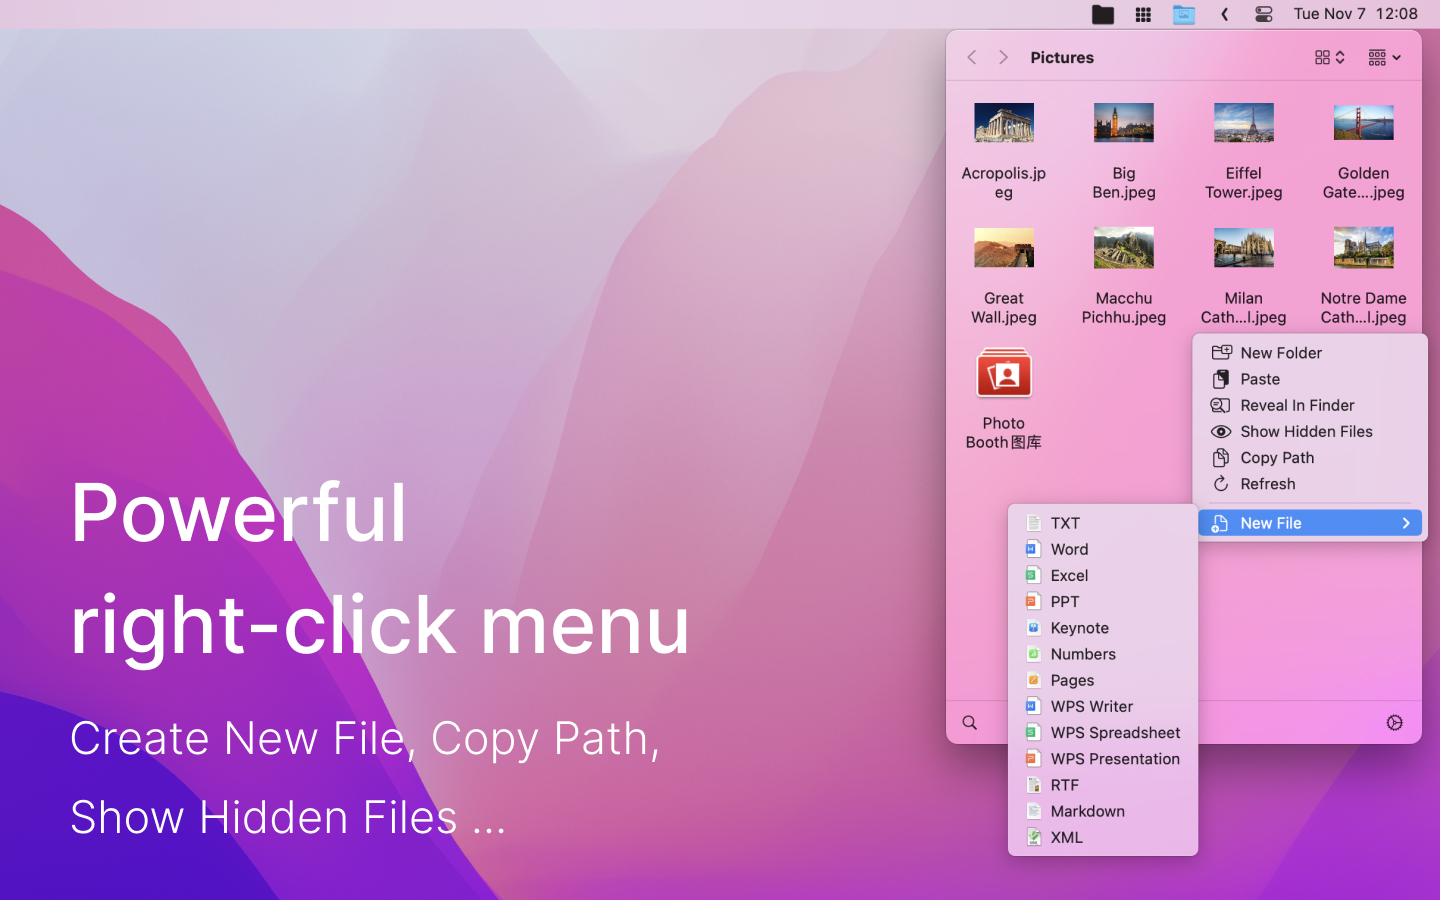 Tue Nov 7 12:08
Pictures
Acropolis.jp
eg
Big
Ben.jpeg
Eiffel
Tower.jpeg
Golden
Gate....jpeg
Great
Wall.jpeg
Macchu
Pichhu.jpeg
Milan
Cath...l.jpeg
Notre Dame
Cath...l.jpeg
Photo
Booth图库
New Folder
Paste
Reveal In Finder
Show Hidden Files
Copy Path
Refresh
New File
TXT
Word
Excel
PPT
Keynote
Numbers
Pages
WPS Writer
WPS Spreadsheet
WPS Presentation
RTF
Markdown
XML
Powerful
right-click menu
Create New File, Copy Path,
Show Hidden Files ...